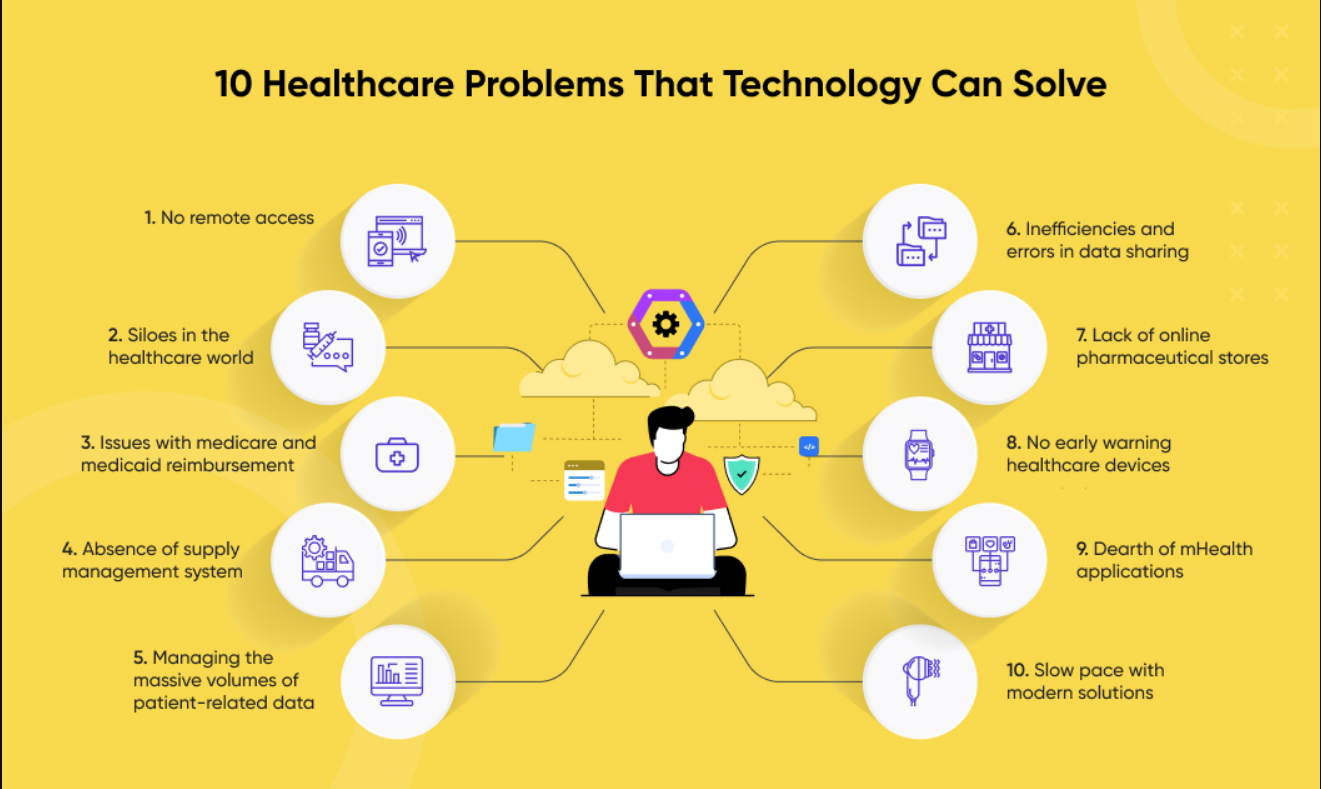 10 Healthcare Problems That Technology Can Solve
1. No remote access
2. Siloes in the
healthcare world
3. Issues with medicare and
medicaid reimbursement
4. Absence of supply
management system
5. Managing the
massive volumes of
patient-related data
6. Inefficiencies and
errors in data sharing
7. Lack of online
pharmaceutical stores
8. No early warning
healthcare devices
9. Dearth of mHealth
applications
10. Slow pace with
modern solutions